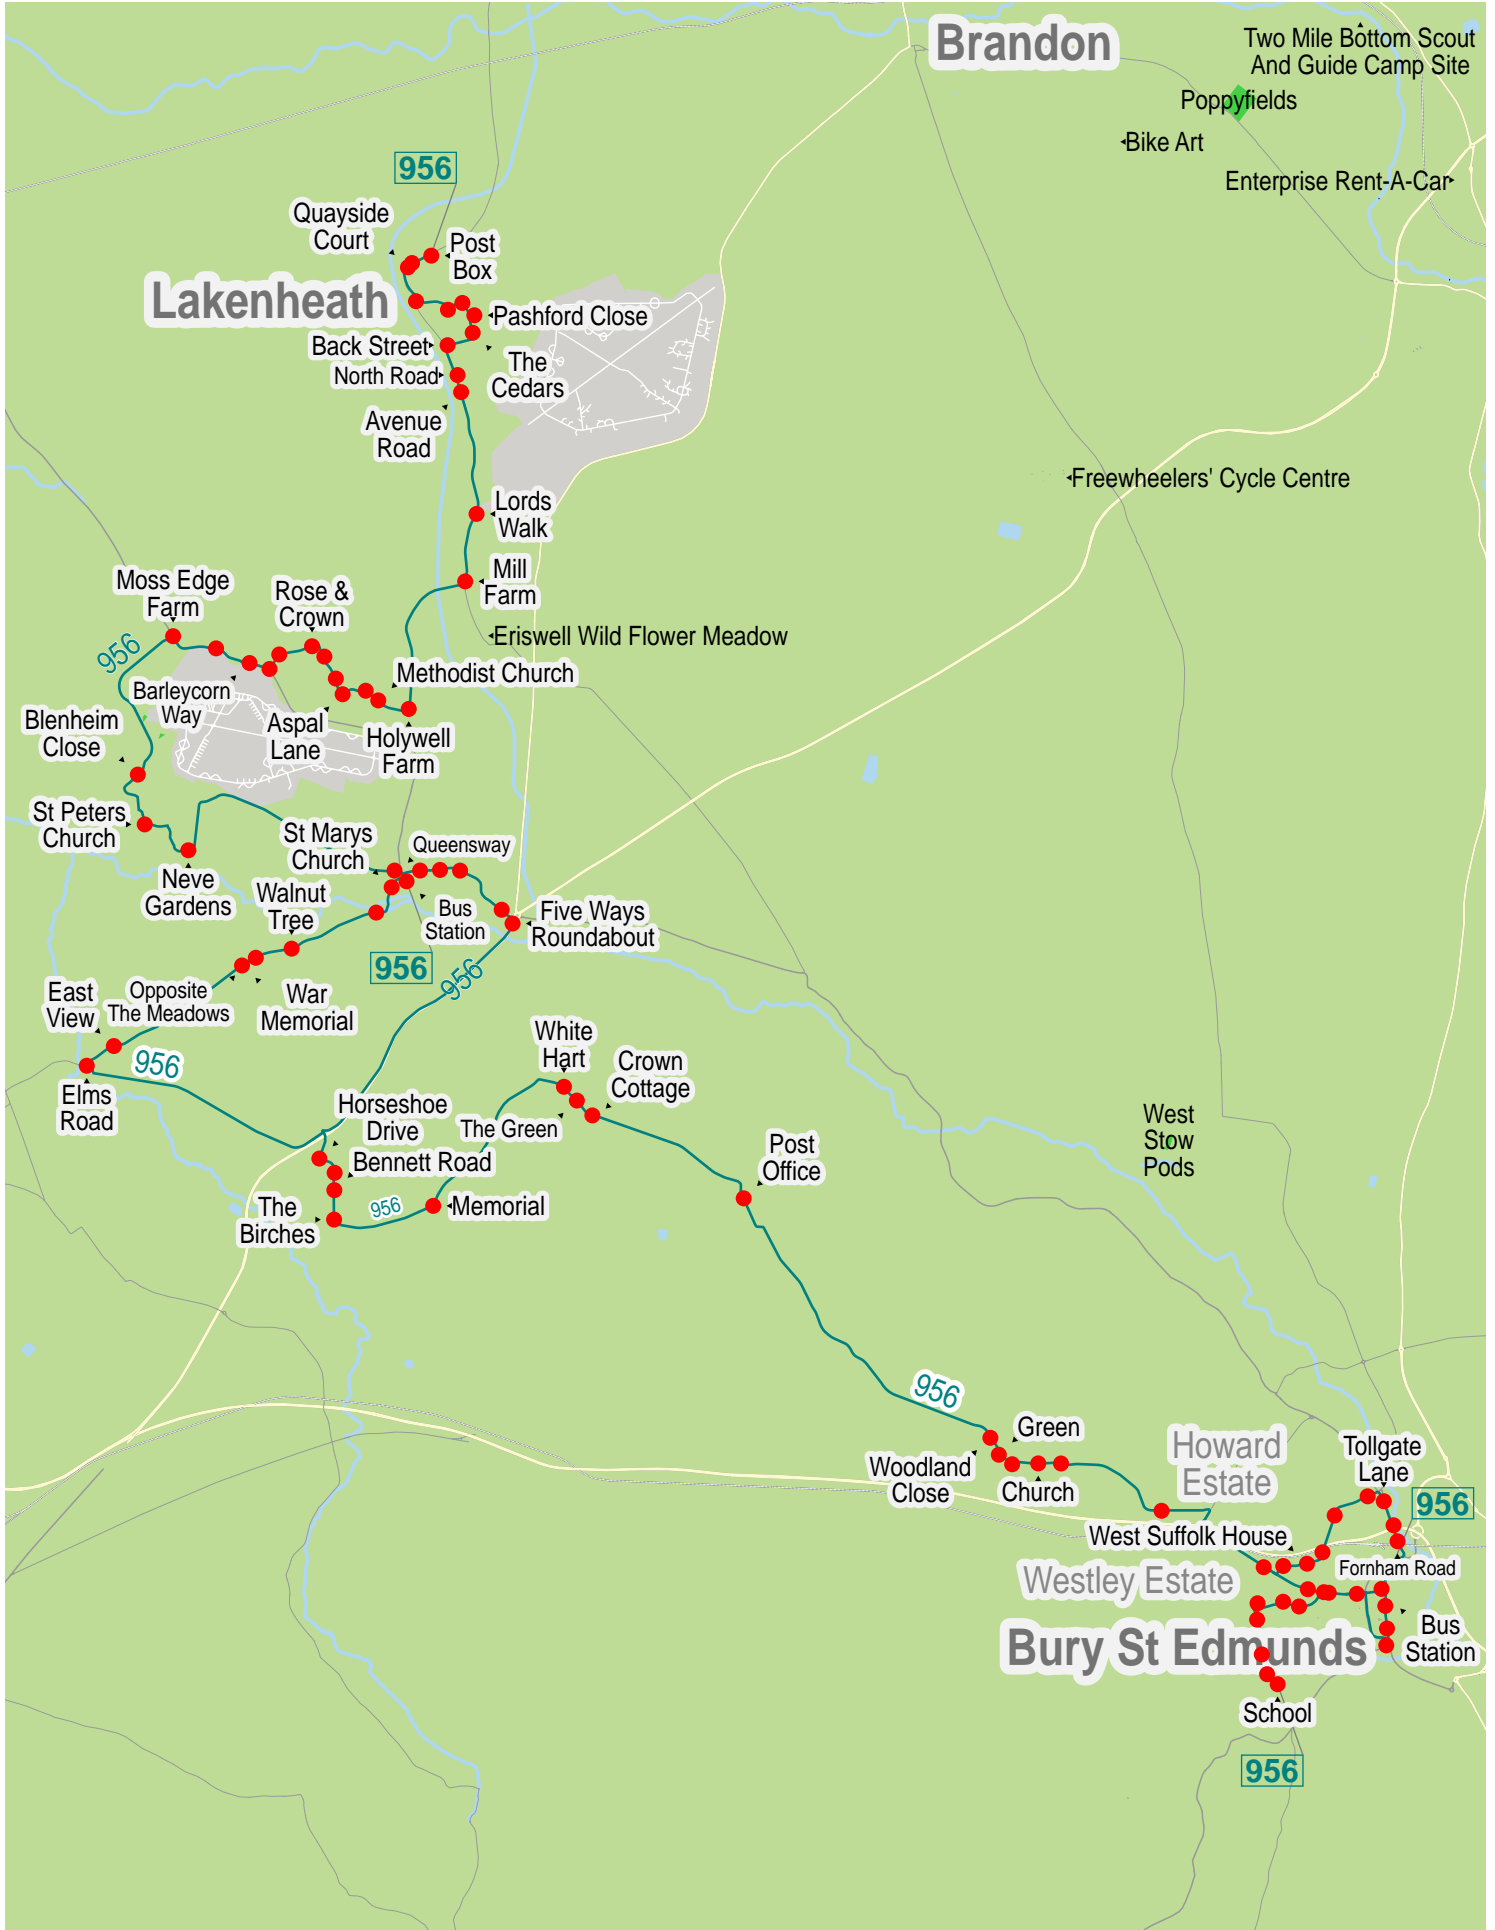 Brandon
Two Mile Bottom Scout
And Guide Camp Site
Poppyfields
Bike Art
Enterprise Rent-A-Car
956
Quayside
Court
Post
Box
Lakenheath
Pashford Close
Back Street
The
Cedars
North Road
Avenue
Road
Freewheelers' Cycle Centre
Lords
Walk
Mill
Farm
Moss Edge
Farm
Rose &
Crown
Eriswell Wild Flower Meadow
956
Methodist Church
Barleycorn
Way
Blenheim
Close
Aspal
Lane
Holywell
Farm
St Peters
Church
St Marys
Church
Queensway
Neve
Gardens
Walnut
Tree
Bus
Station
Five Ways
Roundabout
956
956
East
View
Opposite
The Meadows
War
Memorial
White
Hart
Crown
Cottage
956
Elms
Road
Horseshoe
Drive
The Green
West
Stow
Pods
Post
Office
Bennett Road
The
Birches
956
Memorial
956
Green
Woodland
Close
Church
Howard
Estate
Tollgate
Lane
956
West Suffolk House
Fornham Road
Westley Estate
Bury St Edmunds
Bus
Station
School
956